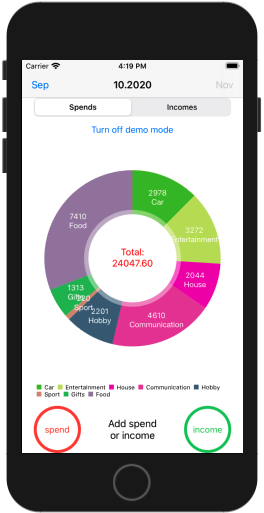 Carrier 4:19 PM
Sep 10.2020 Nov
Spends Incomes
Turn off demo mode
2978
Car
7410
Food
3272
Entertainment
Total:
24047.60
2044
House
1313
Gifts
220
Sport
2201
Hobby
4610
Communication
Car Entertainment House Communication Hobby
Sport Gifts Food
spend
Add spend
or income
income